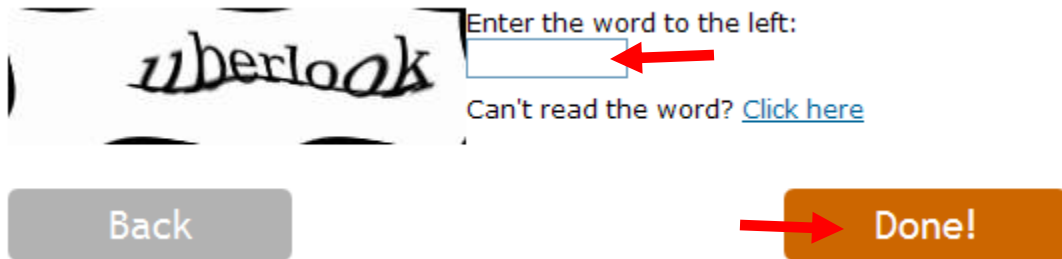 uberlook
Enter the word to the left:
Can't read the word? Click here
Back
Done!